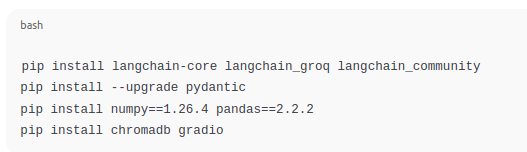 bash
pip install langchain-core langchain_groq langchain_community
pip install --upgrade pydantic
pip install numpy==1.26.4 pandas==2.2.2
pip install chromadb gradio